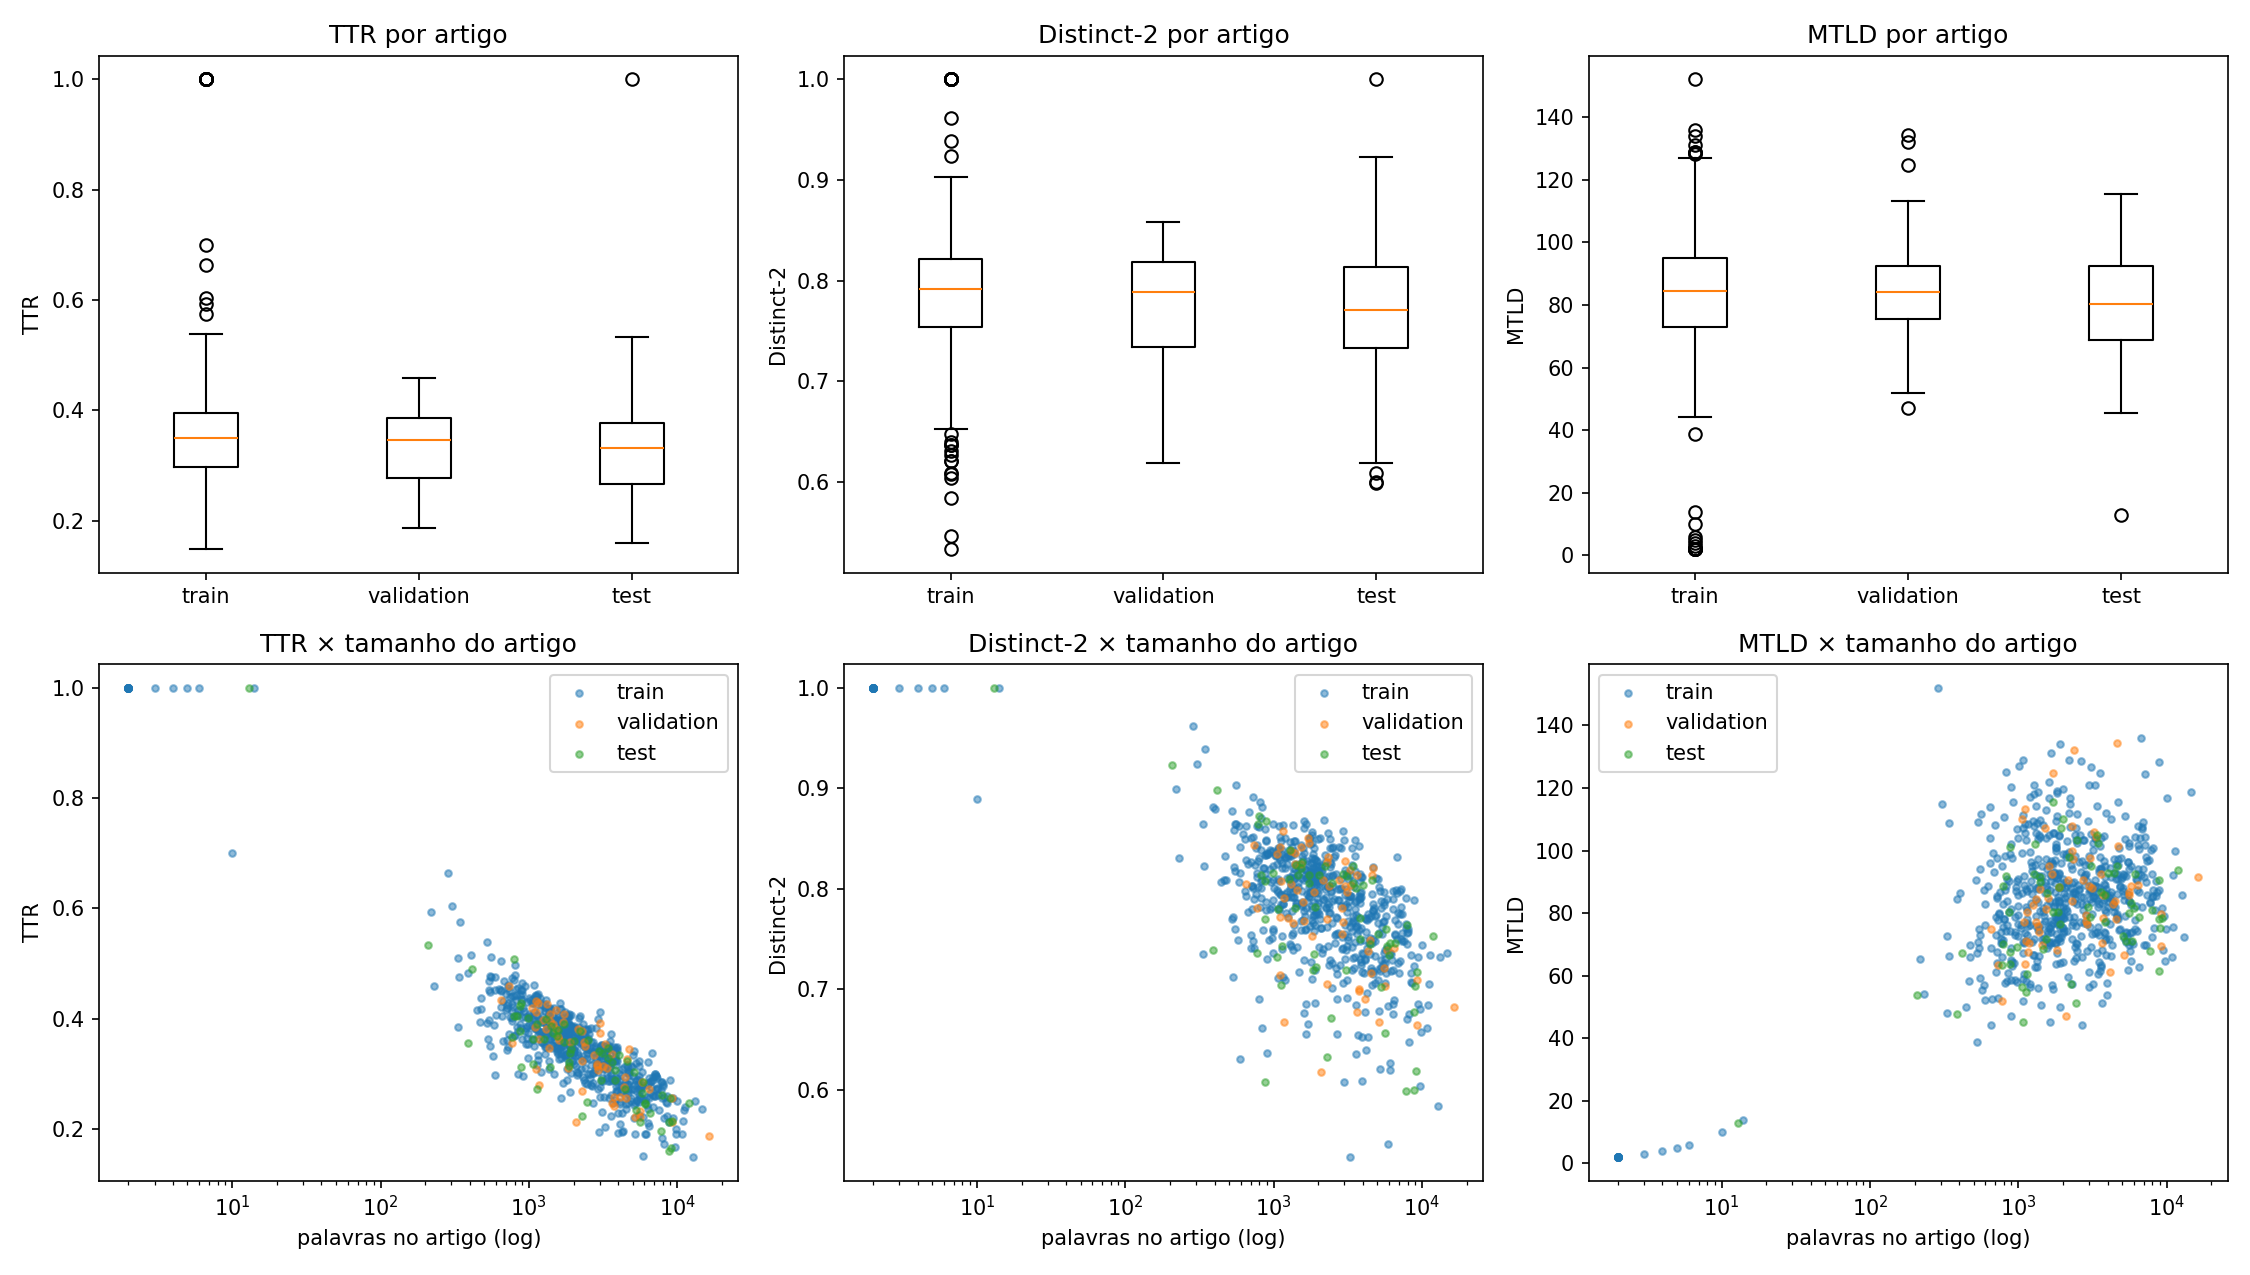 TTR por artigo
TTR
1.0
0.8
0.6
0.4
0.2
train validation test
Distinct-2 por artigo
Distinct-2
1.0
0.9
0.8
0.7
0.6
train validation test
MTLD por artigo
MTLD
140
120
100
80
60
40
20
0
train validation test
TTR × tamanho do artigo
TTR
1.0
0.8
0.6
0.4
0.2
train
validation
test
10¹ 10² 10³ 10⁴
palavras no artigo (log)
Distinct-2 × tamanho do artigo
Distinct-2
1.0
0.9
0.8
0.7
0.6
train
validation
test
10¹ 10² 10³ 10⁴
palavras no artigo (log)
MTLD × tamanho do artigo
MTLD
140
120
100
80
60
40
20
0
train
validation
test
10¹ 10² 10³ 10⁴
palavras no artigo (log)